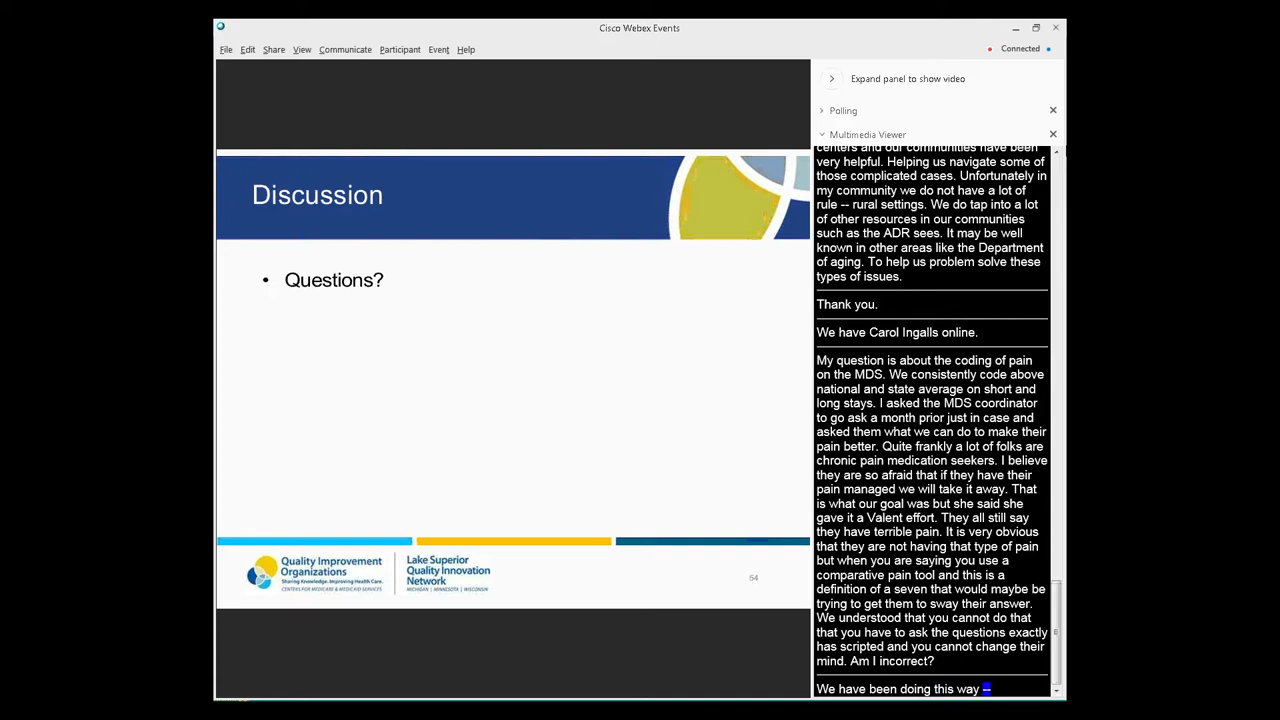 Cisco Webex Events
File Edit Share View Communicate Participant Event Help
Connected
Expand panel to show video
Polling
Multimedia Viewer
Discussion
• Questions?
Quality Improvement
Organizations
Sharing Knowledge. Improving Health Care.
CENTERS FOR MEDICARE & MEDICAID SERVICES
Lake Superior
Quality Innovation
Network
MICHIGAN | MINNESOTA | WISCONSIN
54
centers and our communities have been
very helpful. Helping us navigate some of
those complicated cases. Unfortunately in
my community we do not have a lot of
rule -- rural settings. We do tap into a lot
of other resources in our communities
such as the ADR sees. It may be well
known in other areas like the Department
of aging. To help us problem solve these
types of issues.
Thank you.
We have Carol Ingalls online.
My question is about the coding of pain
on the MDS. We consistently code above
national and state average on short and
long stays. I asked the MDS coordinator
to go ask a month prior just in case and
asked them what we can do to make their
pain better. Quite frankly a lot of folks are
chronic pain medication seekers. I believe
they are so afraid that if they have their
pain managed we will take it away. That
is what our goal was but she said she
gave it a Valent effort. They all still say
they have terrible pain. It is very obvious
that they are not having that type of pain
but when you are saying you use a
comparative pain tool and this is a
definition of a seven that would maybe be
trying to get them to sway their answer.
We understood that you cannot do that
that you have to ask the questions exactly
has scripted and you cannot change their
mind. Am I incorrect?
We have been doing this way --